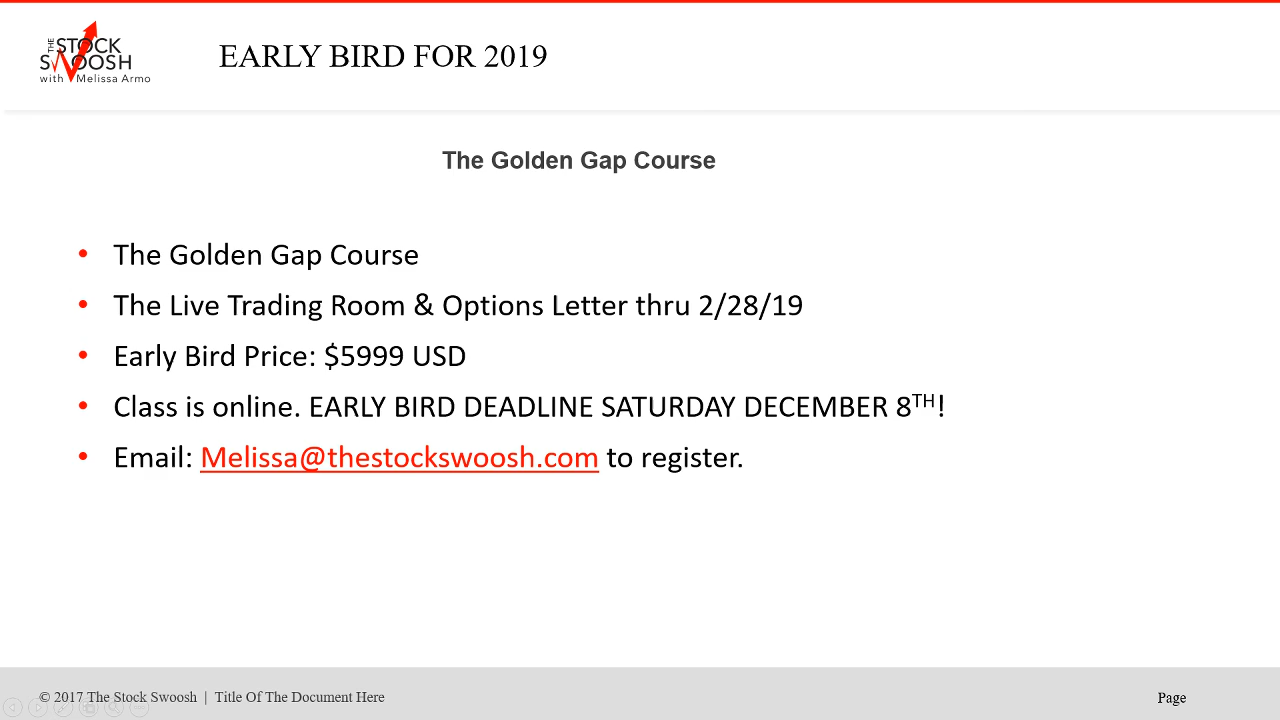 THE STOCK
SWOOSH
with Melissa Armo
EARLY BIRD FOR 2019
The Golden Gap Course
• The Golden Gap Course
• The Live Trading Room & Options Letter thru 2/28/19
• Early Bird Price: $5999 USD
• Class is online. EARLY BIRD DEADLINE SATURDAY DECEMBER 8TH!
• Email: Melissa@thestockswoosh.com to register.
© 2017 The Stock Swoosh | Title Of The Document Here
Page